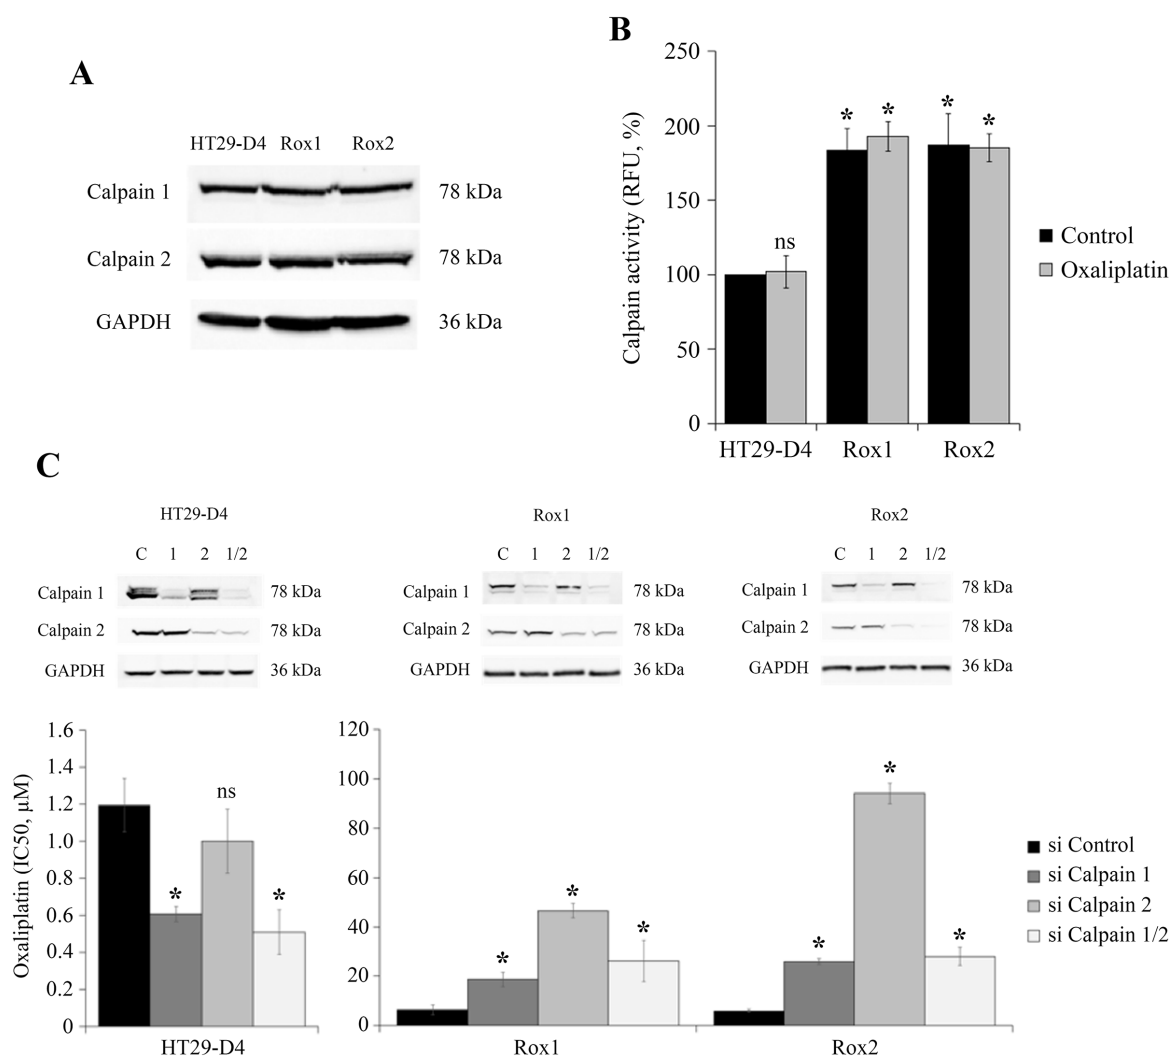 A
HT29-D4 Rox1 Rox2
Calpain 1 78 kDa
Calpain 2 78 kDa
GAPDH 36 kDa
B
Calpain activity (RFU, %)
250
200
150
100
50
0
* * * *
ns
HT29-D4 Rox1 Rox2
Control
Oxaliplatin
C
HT29-D4
C 1 2 1/2
Calpain 1 78 kDa
Calpain 2 78 kDa
GAPDH 36 kDa
Rox1
C 1 2 1/2
Calpain 1 78 kDa
Calpain 2 78 kDa
GAPDH 36 kDa
Rox2
C 1 2 1/2
Calpain 1 78 kDa
Calpain 2 78 kDa
GAPDH 36 kDa
Oxaliplatin (IC50, µM)
1.6
1.4
1.2
1.0
0.8
0.6
0.4
0.2
0
* ns *
HT29-D4
120
100
80
60
40
20
0
* * * * * *
Rox1 Rox2
si Control
si Calpain 1
si Calpain 2
si Calpain 1/2